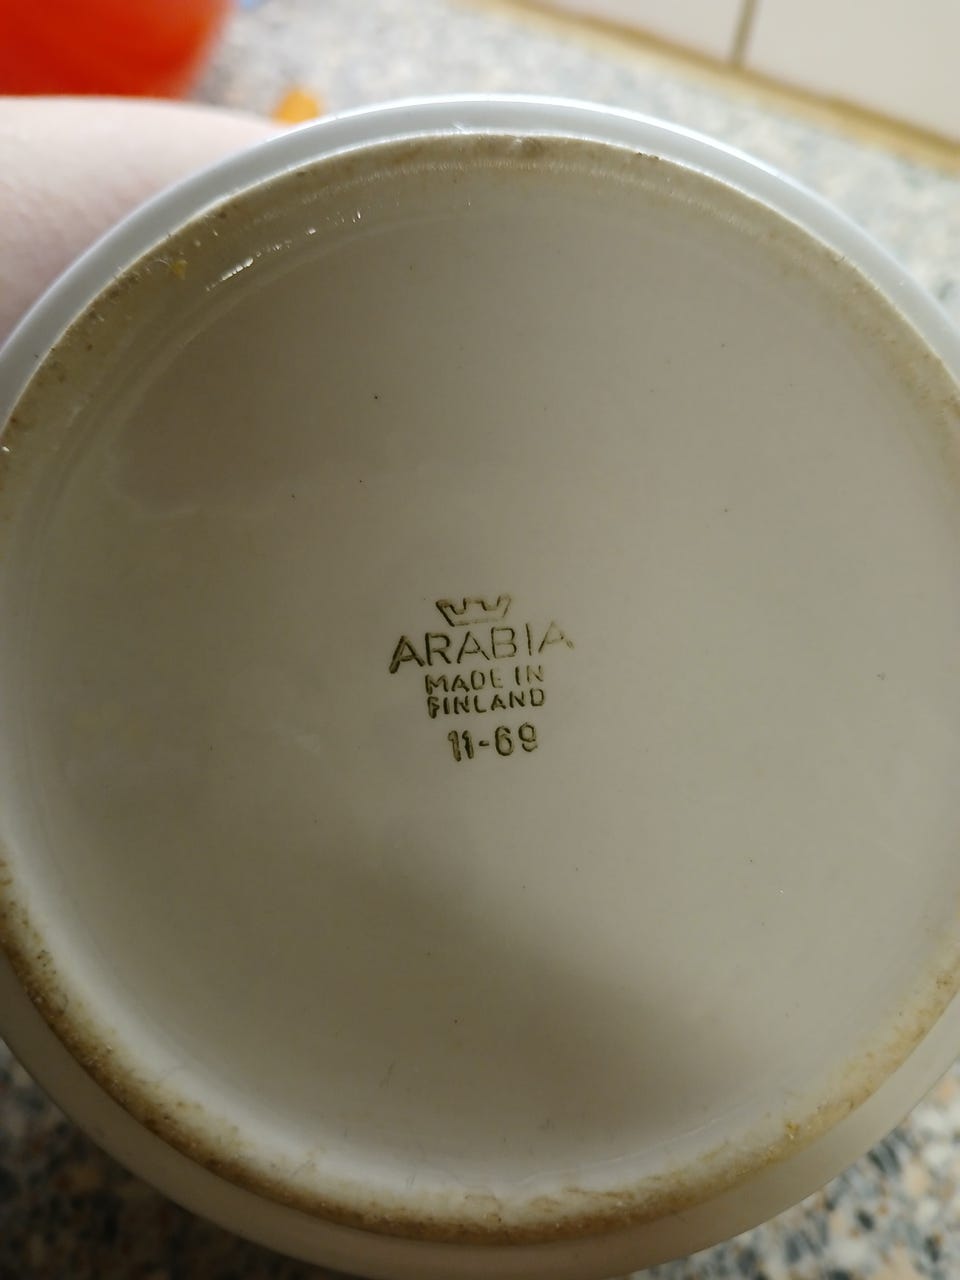 ARABIA
MADE IN
FINLAND
11-69